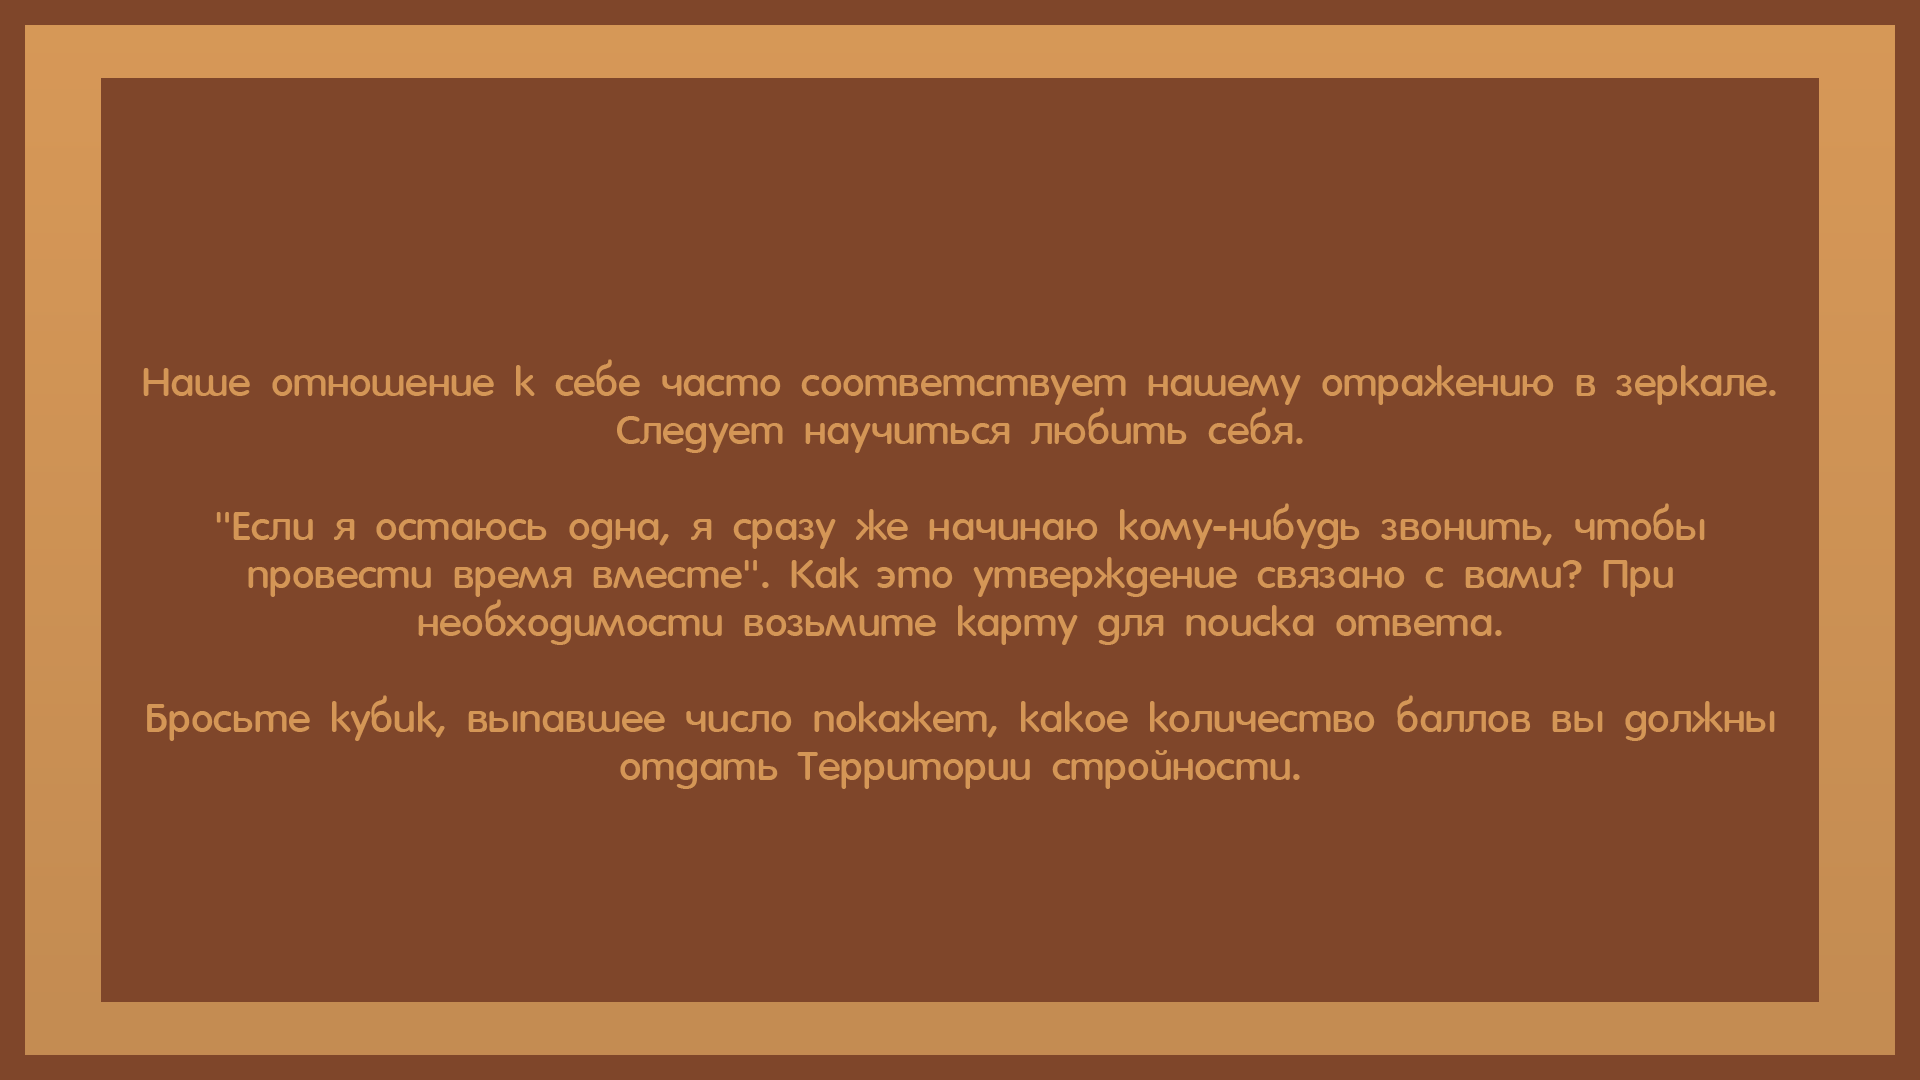 Наше отношение к себе часто соответствует нашему отражению в зеркале.
Следует научиться любить себя.
"Если я остаюсь одна, я сразу же начинаю кому-нибудь звонить, чтобы
провести время вместе". Как это утверждение связано с вами? При
необходимости возьмите карту для поиска ответа.
Бросьте кубик, выпавшее число покажет, какое количество баллов вы должны
отдать Территории стройности.